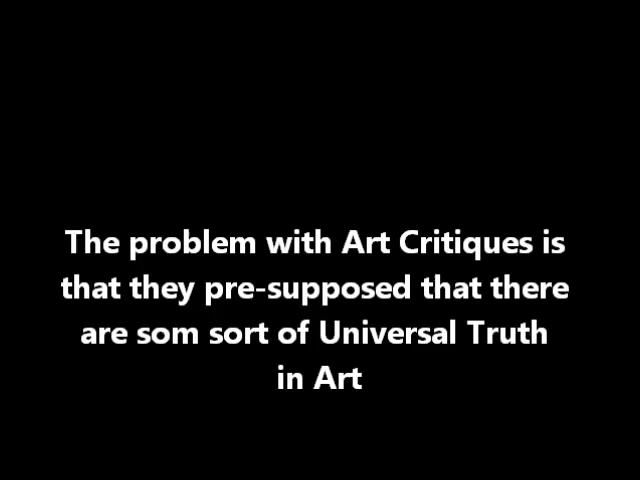 The problem with Art Critiques is
that they pre-supposed that there
are som sort of Universal Truth
in Art